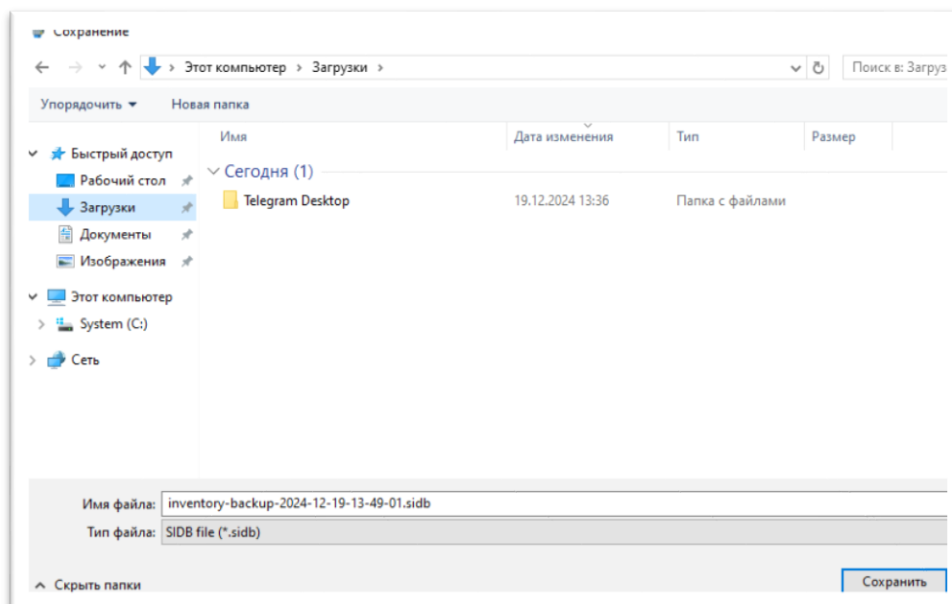 Сохранение
Этот компьютер > Загрузки >
Поиск в: Загруз
Упорядочить Новая папка
Имя Дата изменения Тип Размер
Быстрый доступ
Рабочий стол
Загрузки
Документы
Изображения
Этот компьютер
System (C:)
Сеть
Сегодня (1)
Telegram Desktop 19.12.2024 13:36 Папка с файлами
Имя файла: inventory-backup-2024-12-19-13-49-01.sidb
Тип файла: SIDB file (*.sidb)
Скрыть папки
Сохранить